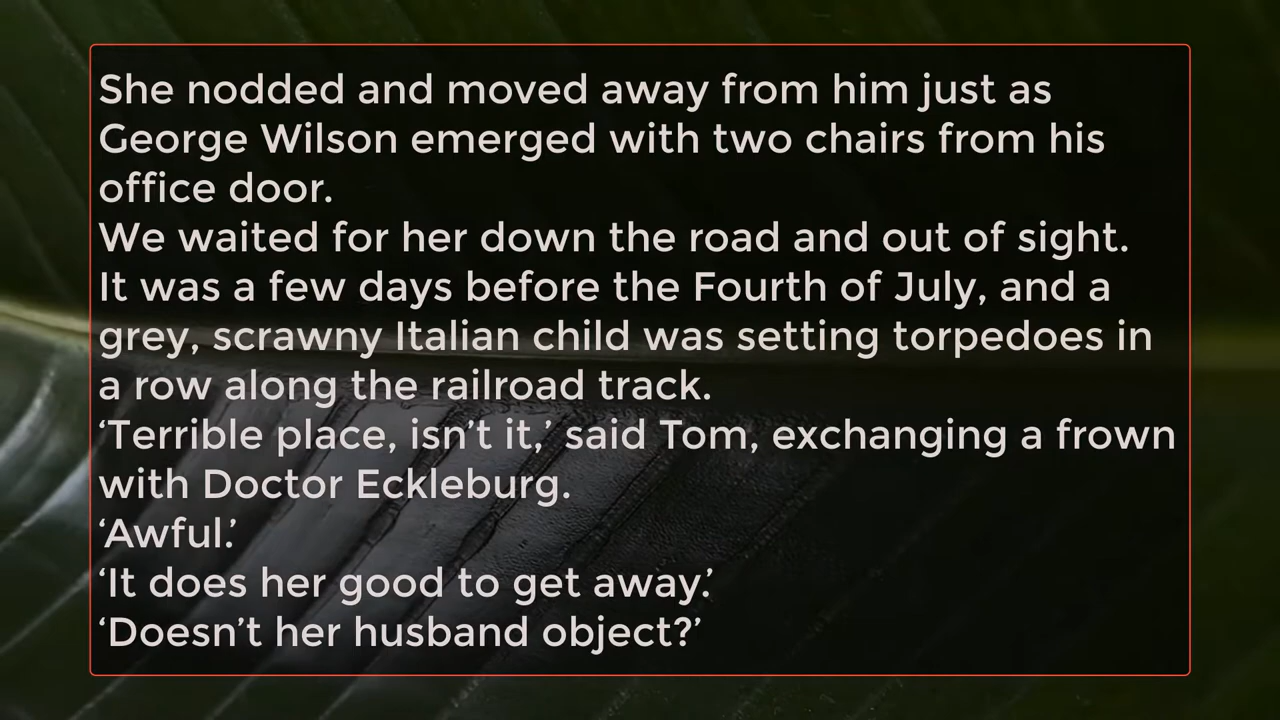 She nodded and moved away from him just as
George Wilson emerged with two chairs from his
office door.
We waited for her down the road and out of sight.
It was a few days before the Fourth of July, and a
grey, scrawny Italian child was setting torpedoes in
a row along the railroad track.
‘Terrible place, isn’t it,’ said Tom, exchanging a frown
with Doctor Eckleburg.
‘Awful.’
‘It does her good to get away.’
‘Doesn’t her husband object?’